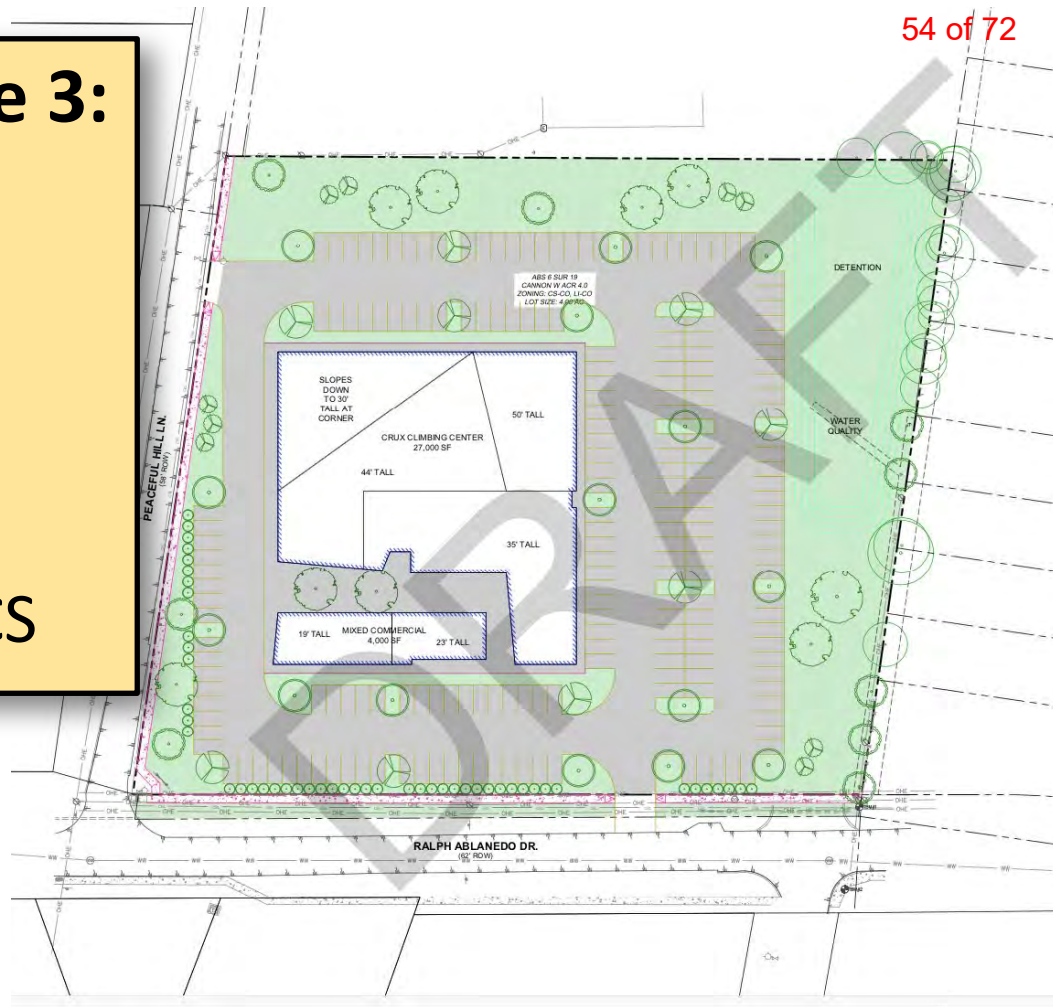 54 of 72
e 3:
CS
ABS 6 SUR 19
CANNON W ACR 4.0
ZONING: CS-CO, LI-CO
LOT SIZE: 4.00 AC
DETENTION
SLOPES
DOWN
TO 30'
TALL AT
CORNER
50' TALL
CRUX CLIMBING CENTER
27,000 SF
44' TALL
WATER
QUALITY
35' TALL
PEACEFUL HILL LN.
(58' ROW)
19' TALL
MIXED COMMERCIAL
4,000 SF
23' TALL
DRAFT
RALPH ABLANEDO DR.
(62' ROW)